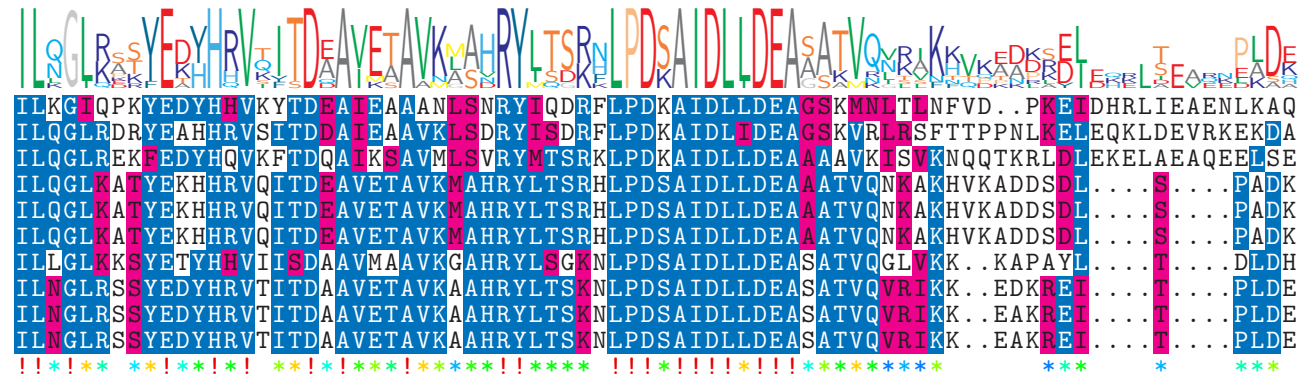 ILKGIQPKYEDYHHVKYTDEAIEAAANLSNRYIQDRFLPDKAIDLLDEAGSKMNLTLNFVD..PKEIDHRLIEAENLKAQ
ILQGLRDRYEAHHRVSITDDAIEAAVKLSDRYISDRFLPDKAIDLIDEAGSKVRLRSFTTPPNLKELEQKLDEVRKEKDA
ILQGLREKFEDYHQVKFTDQAIKSAVMLSVRYMTSRKLPDKAIDLLDEAAAAVKISVKNQQTKRLDLEKELAEAQEELSE
ILQGLKATYEKHHRVQITDEAVETAVKMAHRYLTSRHLPDSAIDLLDEAAATVQNKAKHVKADDSDL....S....PADK
ILQGLKATYEKHHRVQITDEAVETAVKMAHRYLTSRHLPDSAIDLLDEAAATVQNKAKHVKADDSDL....S....PADK
ILQGLKATYEKHHRVQITDEAVETAVKMAHRYLTSRHLPDSAIDLLDEAAATVQNKAKHVKADDSDL....S....PADK
ILLGLKKSYETYHHVIISDAAVMAAVKGAHRYLSGKNLPDSAIDLLDEASATVQGLVKK..KAPAYL....T....DLDH
ILNGLRSSYEDYHRVTITDAAVETAVKAAHRYLTSKNLPDSAIDLLDEASATVQVRIKK..EDKREI....T....PLDE
ILNGLRSSYEDYHRVTITDAAVETAVKAAHRYLTSKNLPDSAIDLLDEASATVQVRIKK..EAKREI....T....PLDE
ILNGLRSSYEDYHRVTITDAAVETAVKAAHRYLTSKNLPDSAIDLLDEASATVQVRIKK..EAKREI....T....PLDE
!!*!** **!**!*! **!*!***!*****!!**** !!!*!!!!*!!!*********      ***    *    ***